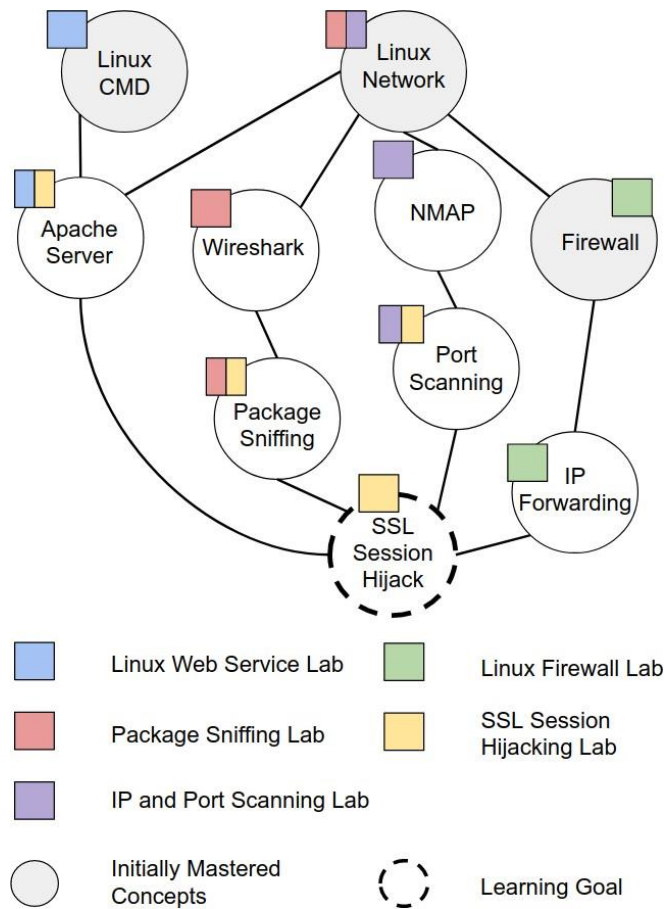 Linux
CMD
Linux
Network
Apache
Server
Wireshark
NMAP
Firewall
Package
Sniffing
Port
Scanning
IP
Forwarding
SSL
Session
Hijack
Linux Web Service Lab
Linux Firewall Lab
Package Sniffing Lab
SSL Session
Hijacking Lab
IP and Port Scanning Lab
Initially Mastered
Concepts
Learning Goal